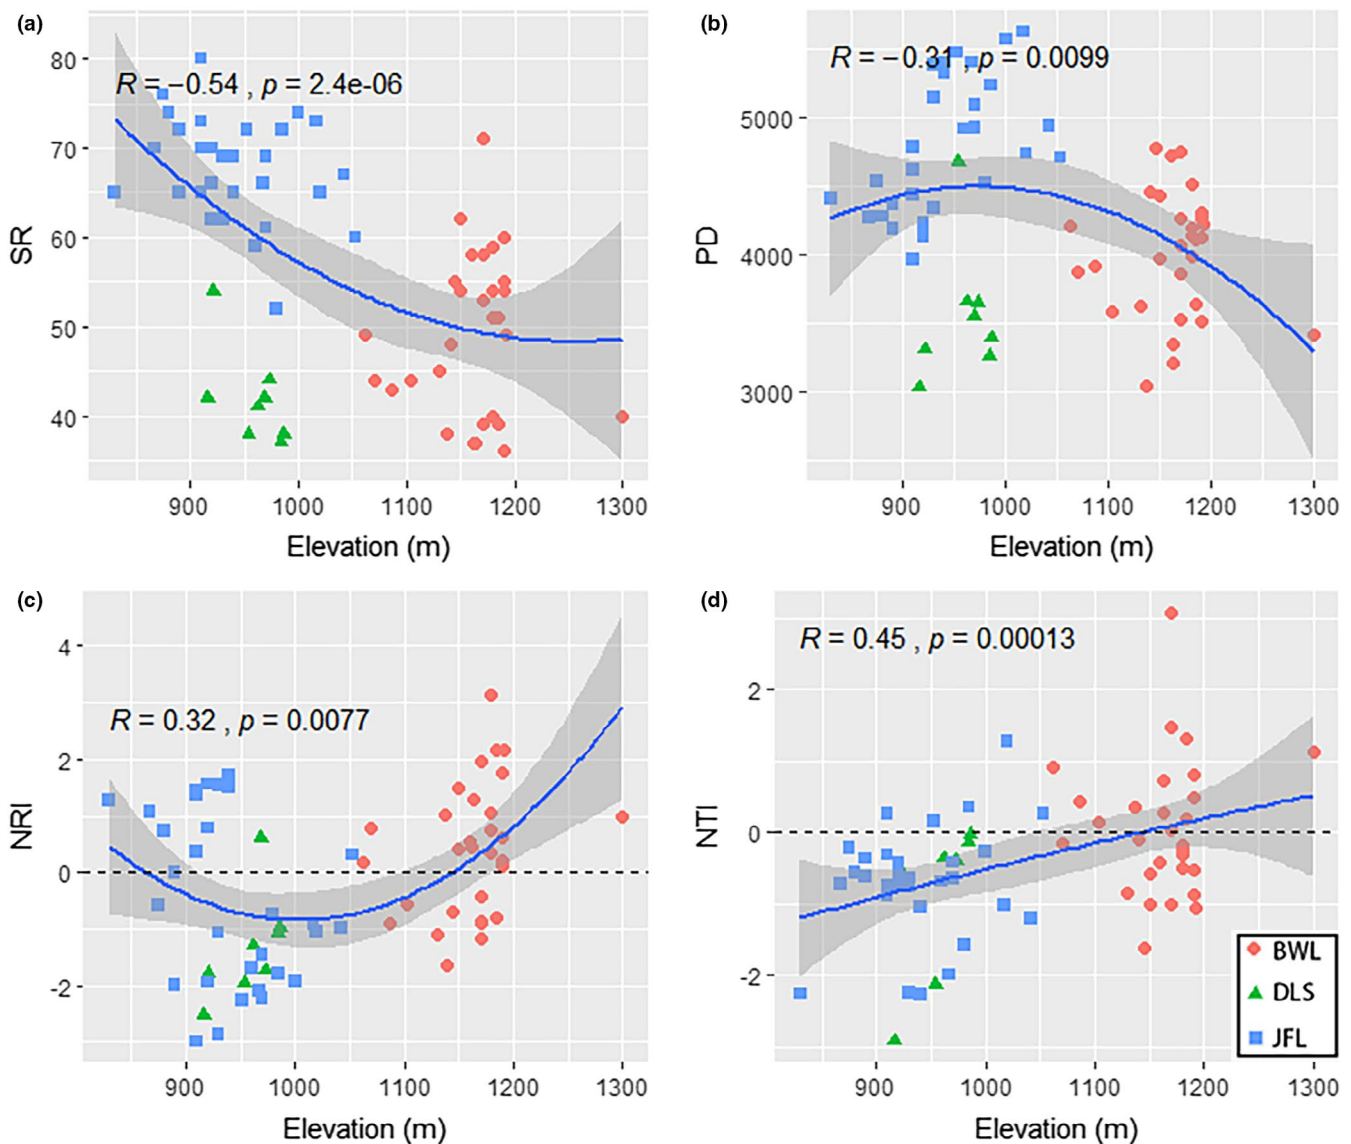 (a)
R = −0.54 , p = 2.4e-06
80
70
60
50
40
SR
900 1000 1100 1200 1300
Elevation (m)
(b)
R = −0.31 , p = 0.0099
5000
4000
3000
PD
900 1000 1100 1200 1300
Elevation (m)
(c)
R = 0.32 , p = 0.0077
4
2
0
-2
NRI
900 1000 1100 1200 1300
Elevation (m)
(d)
R = 0.45 , p = 0.00013
2
0
-2
NTI
900 1000 1100 1200 1300
Elevation (m)
BWL
DLS
JFL